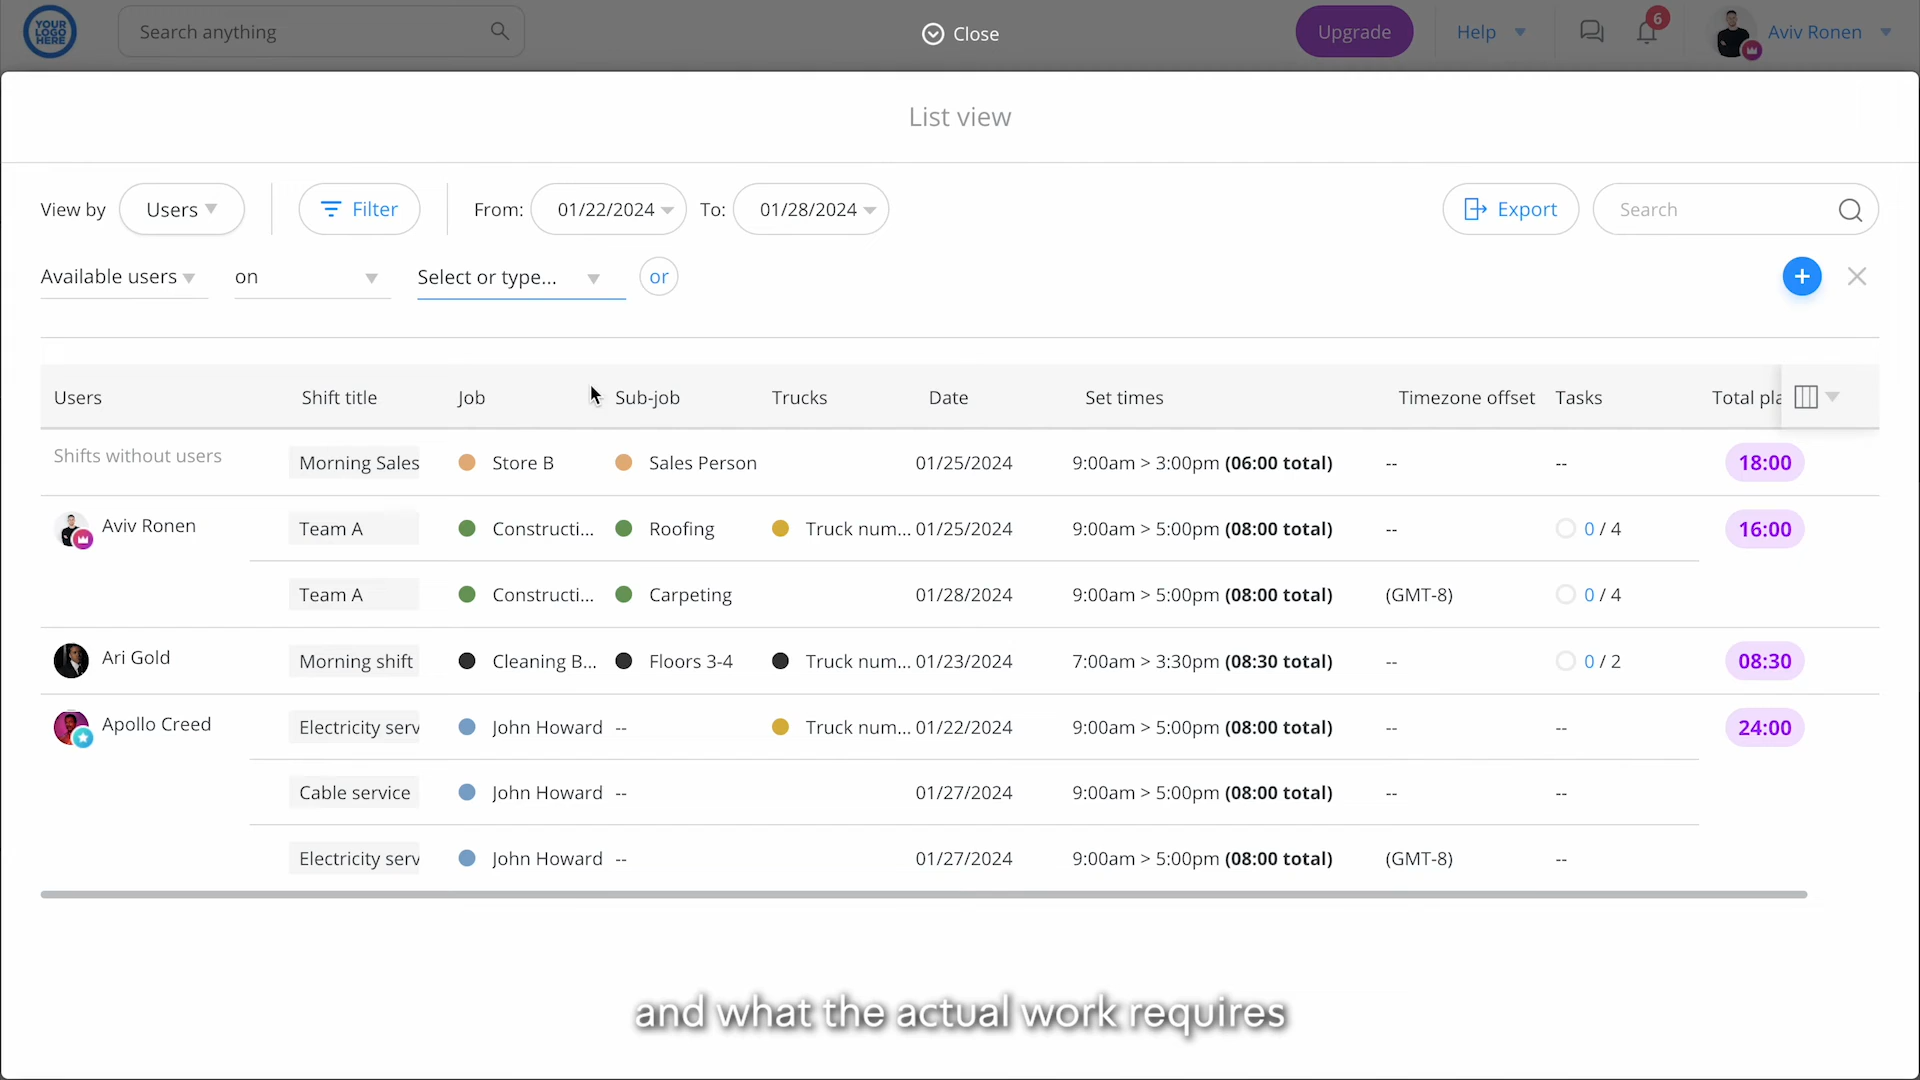 YOUR
LOGO
HERE
Search anything
Close
Upgrade
Help
6
Aviv Ronen
List view
View by
Users
Filter
From:
01/22/2024
To:
01/28/2024
Export
Search
Available users
on
Select or type...
or
Users
Shift title
Job
Sub-job
Trucks
Date
Set times
Timezone offset
Tasks
Total pla
Shifts without users
Morning Sales
Store B
Sales Person
01/25/2024
9:00am > 3:00pm (06:00 total)
--
--
18:00
Aviv Ronen
Team A
Constructi...
Roofing
Truck num...
01/25/2024
9:00am > 5:00pm (08:00 total)
--
0 / 4
16:00
Team A
Constructi...
Carpeting
01/28/2024
9:00am > 5:00pm (08:00 total)
(GMT-8)
0 / 4
Ari Gold
Morning shift
Cleaning B...
Floors 3-4
Truck num...
01/23/2024
7:00am > 3:30pm (08:30 total)
--
0 / 2
08:30
Apollo Creed
Electricity serv
John Howard
--
Truck num...
01/22/2024
9:00am > 5:00pm (08:00 total)
--
--
24:00
Cable service
John Howard
--
01/27/2024
9:00am > 5:00pm (08:00 total)
--
--
Electricity serv
John Howard
--
01/27/2024
9:00am > 5:00pm (08:00 total)
(GMT-8)
--
and what the actual work requires